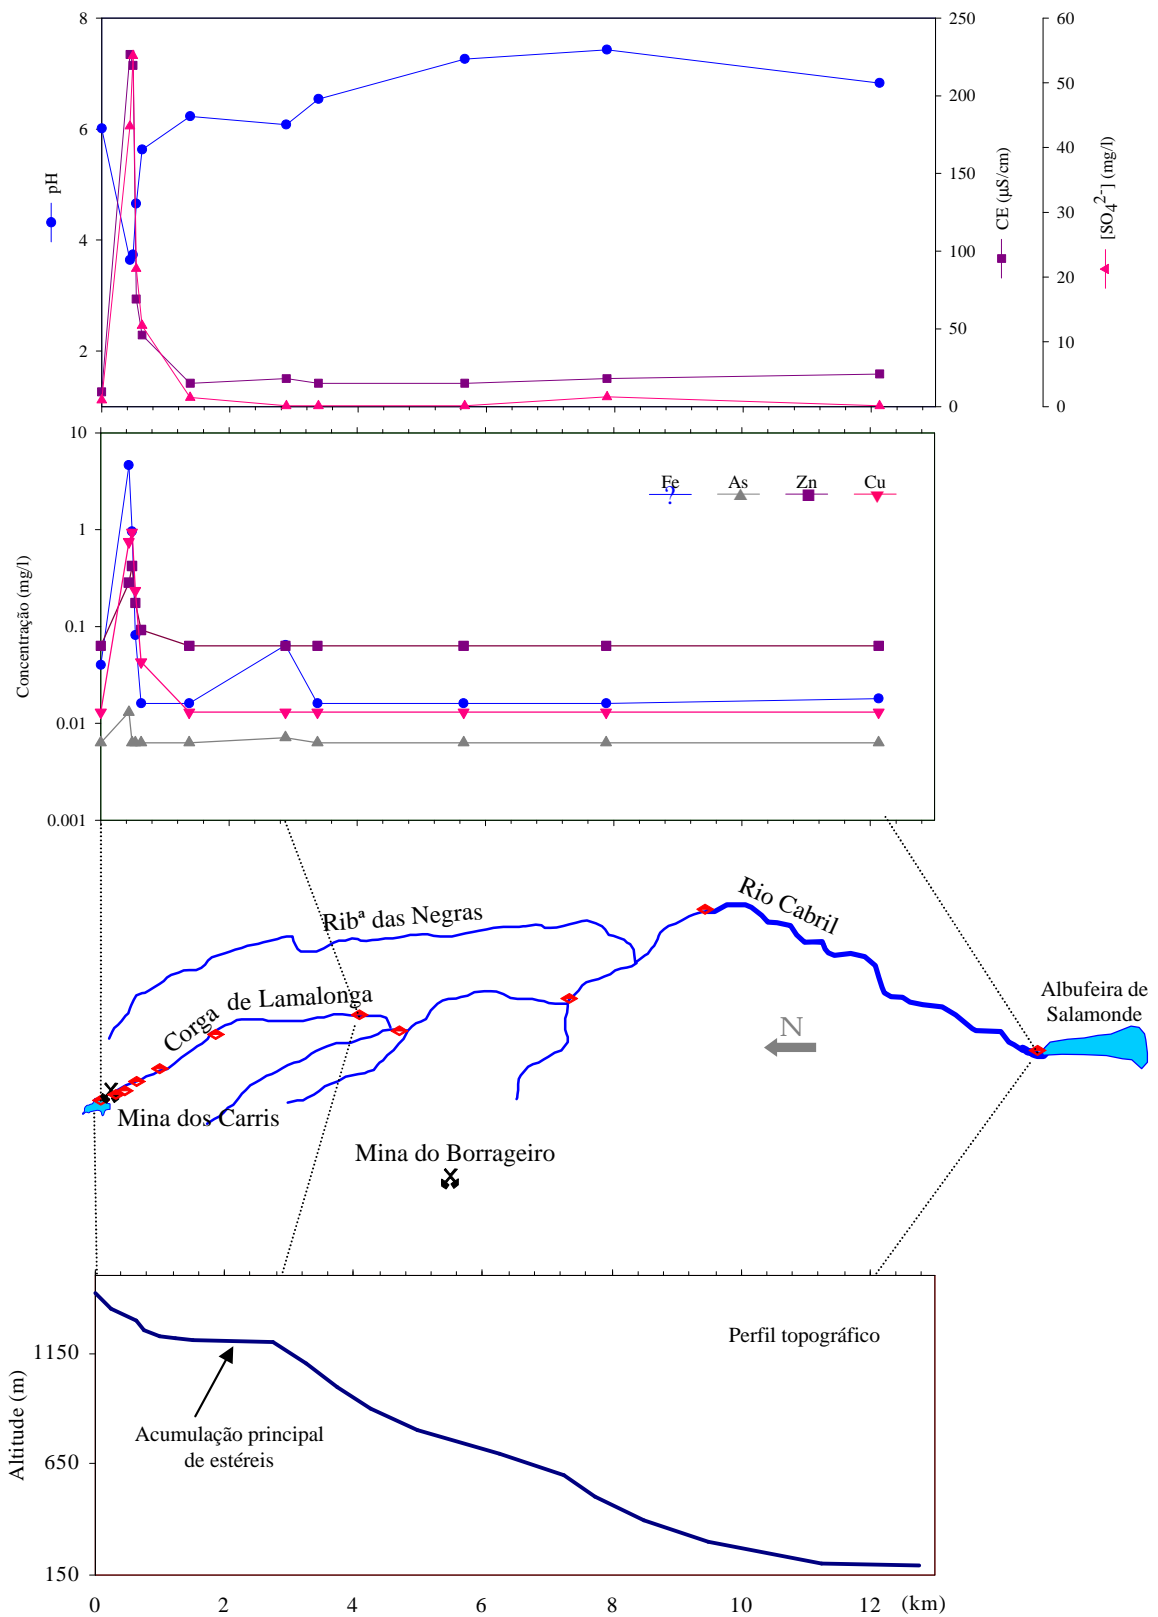 8
6
4
2
pH
250
200
150
100
50
0
CE (µS/cm)
60
50
40
30
20
10
0
[SO4 2-] (mg/l)
10
1
0.1
0.01
0.001
Concentração (mg/l)
Fe As Zn Cu
?
Rio Cabril
Ribª das Negras
Corga de Lamalonga
Albufeira de
Salamonde
N
Mina dos Carris
Mina do Borrageiro
Perfil topográfico
1150
650
150
Altitude (m)
Acumulação principal
de estéreis
0 2 4 6 8 10 12 (km)